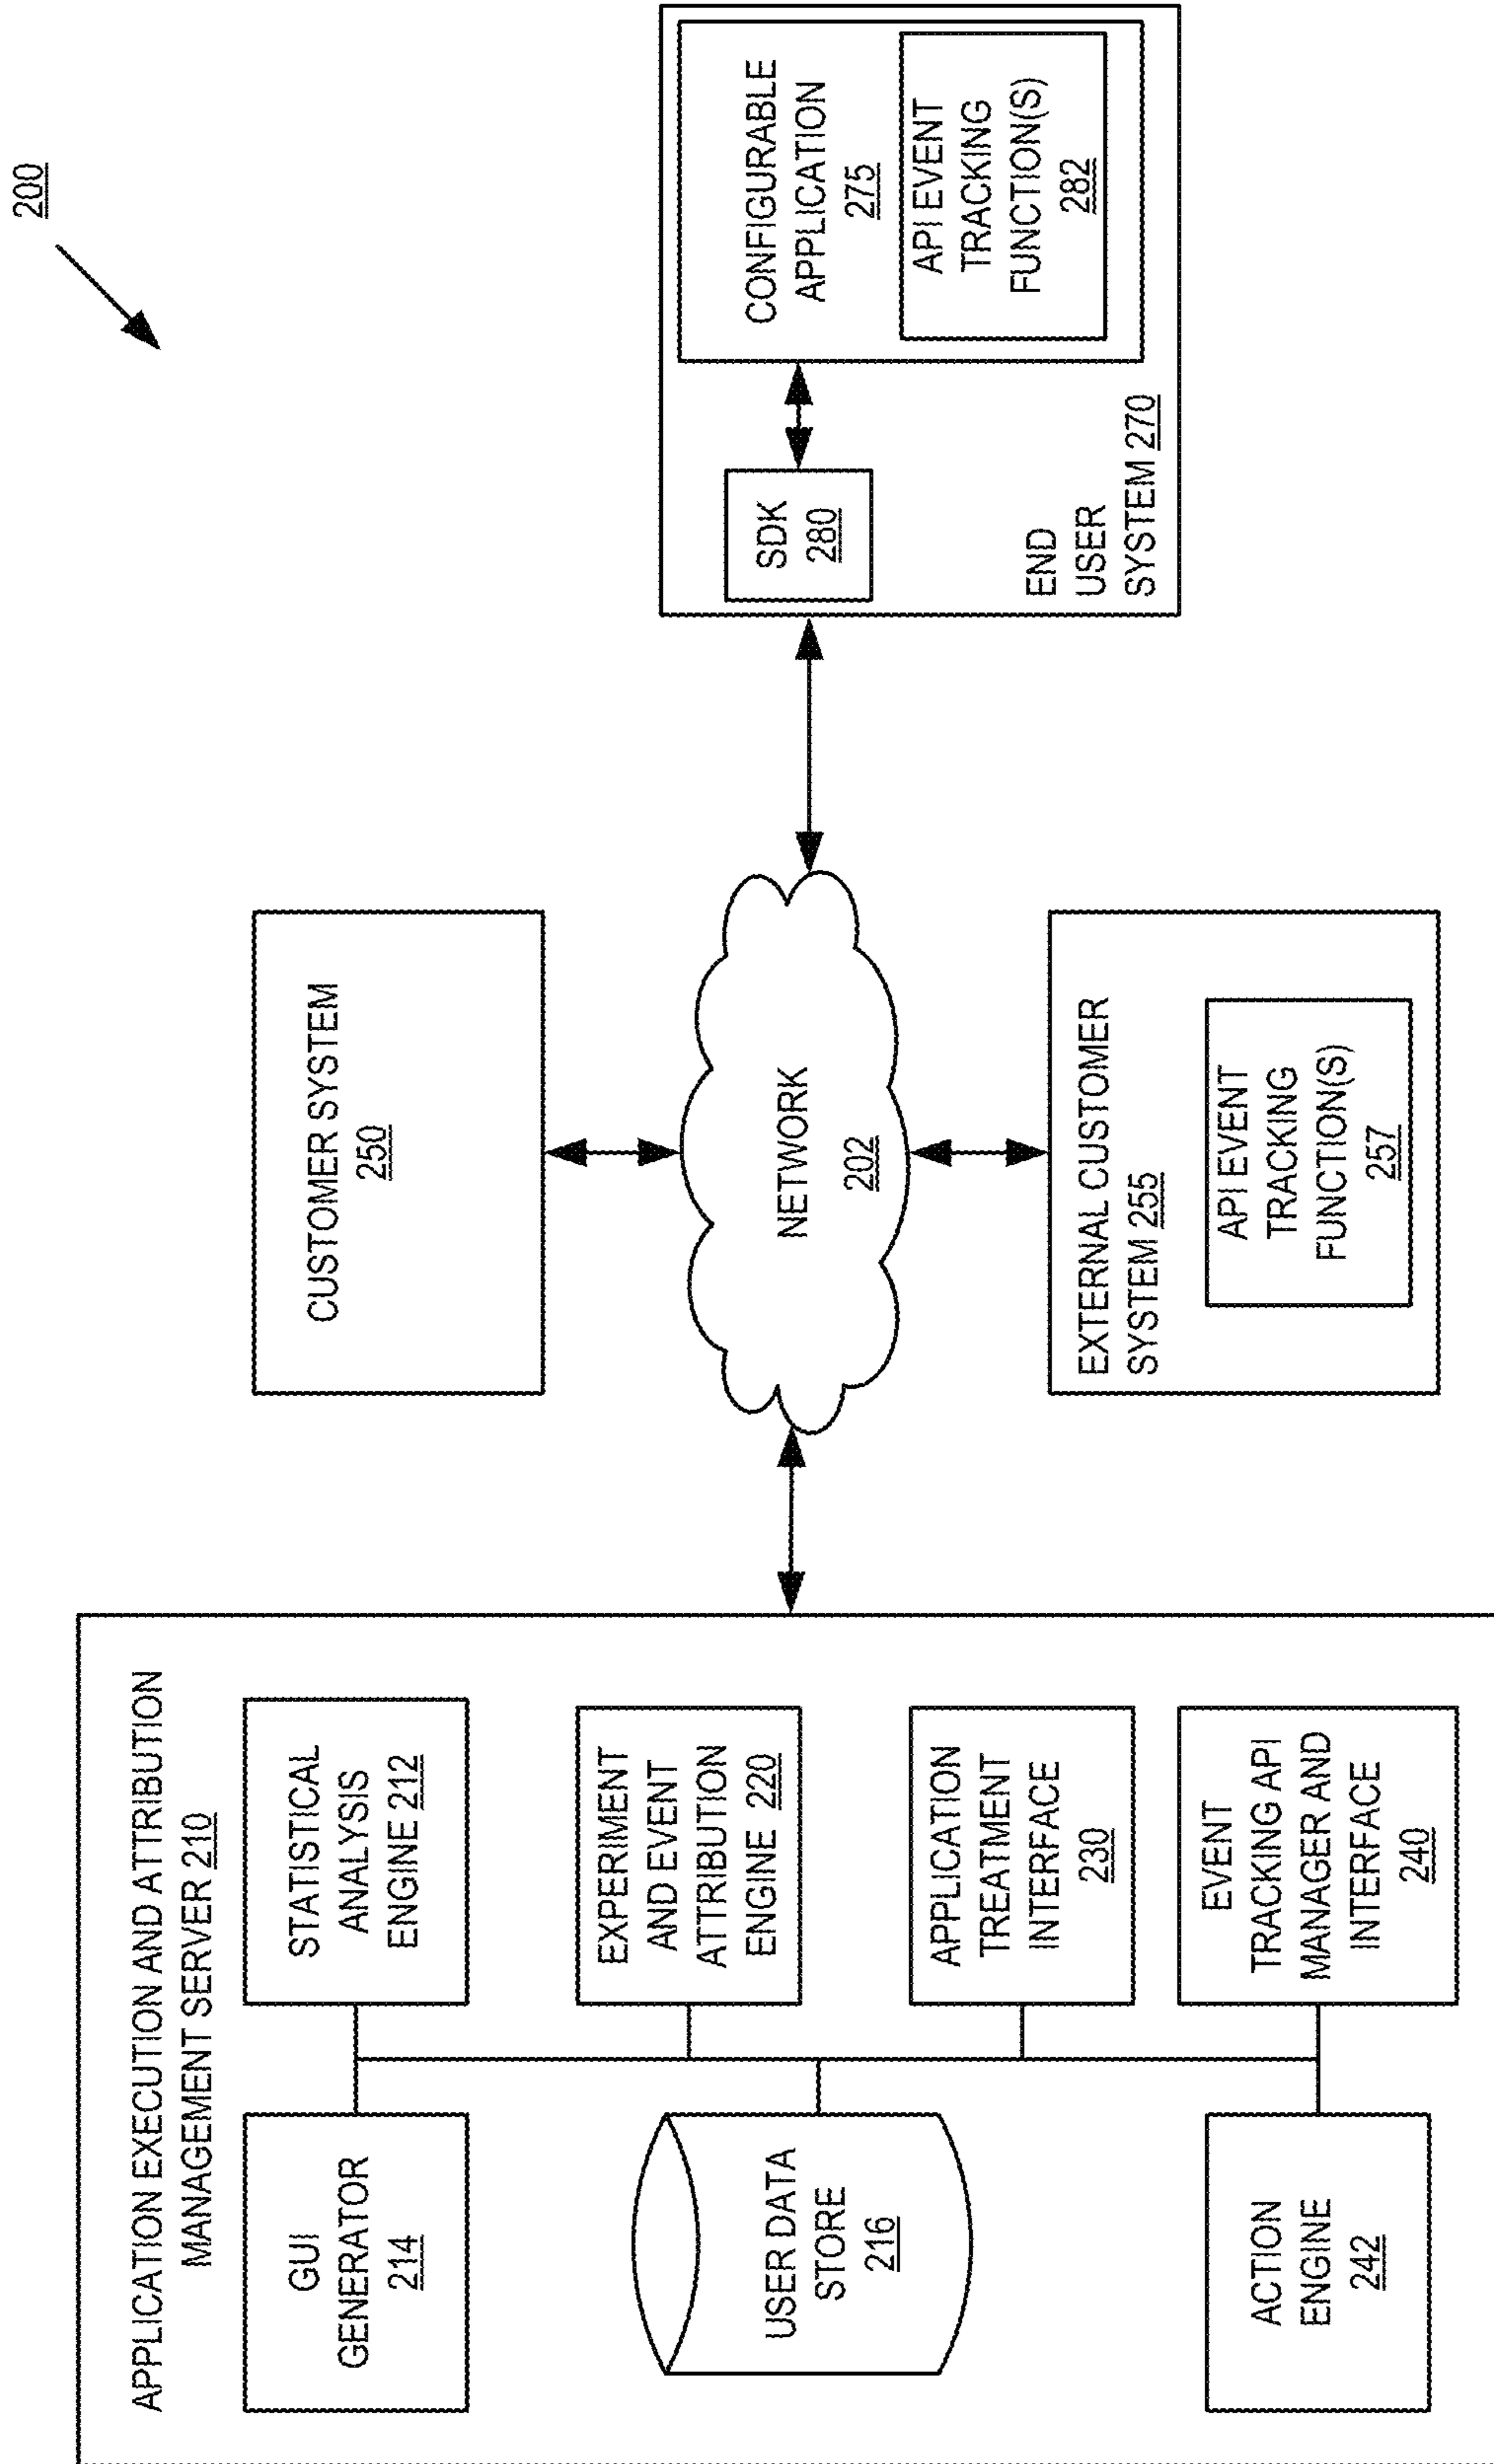 200
APPLICATION EXECUTION AND ATTRIBUTION
MANAGEMENT SERVER 210
GUI
GENERATOR
214
STATISTICAL
ANALYSIS
ENGINE 212
USER DATA
STORE
216
EXPERIMENT
AND EVENT
ATTRIBUTION
ENGINE 220
APPLICATION
TREATMENT
INTERFACE
230
ACTION
ENGINE
242
EVENT
TRACKING API
MANAGER AND
INTERFACE
240
CUSTOMER SYSTEM
250
NETWORK
202
EXTERNAL CUSTOMER
SYSTEM 255
API EVENT
TRACKING
FUNCTION(S)
257
SDK
280
CONFIGURABLE
APPLICATION
275
API EVENT
TRACKING
FUNCTION(S)
282
END
USER
SYSTEM 270